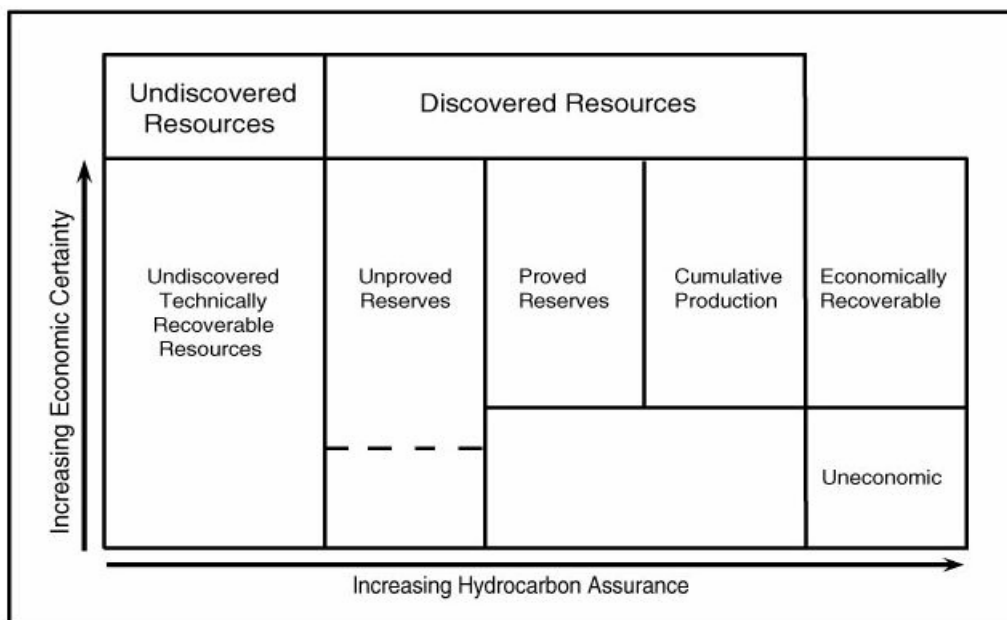 Undiscovered
Resources
Discovered Resources
Increasing Economic Certainty
Undiscovered
Technically
Recoverable
Resources
Unproved
Reserves
Proved
Reserves
Cumulative
Production
Economically
Recoverable
Uneconomic
Increasing Hydrocarbon Assurance